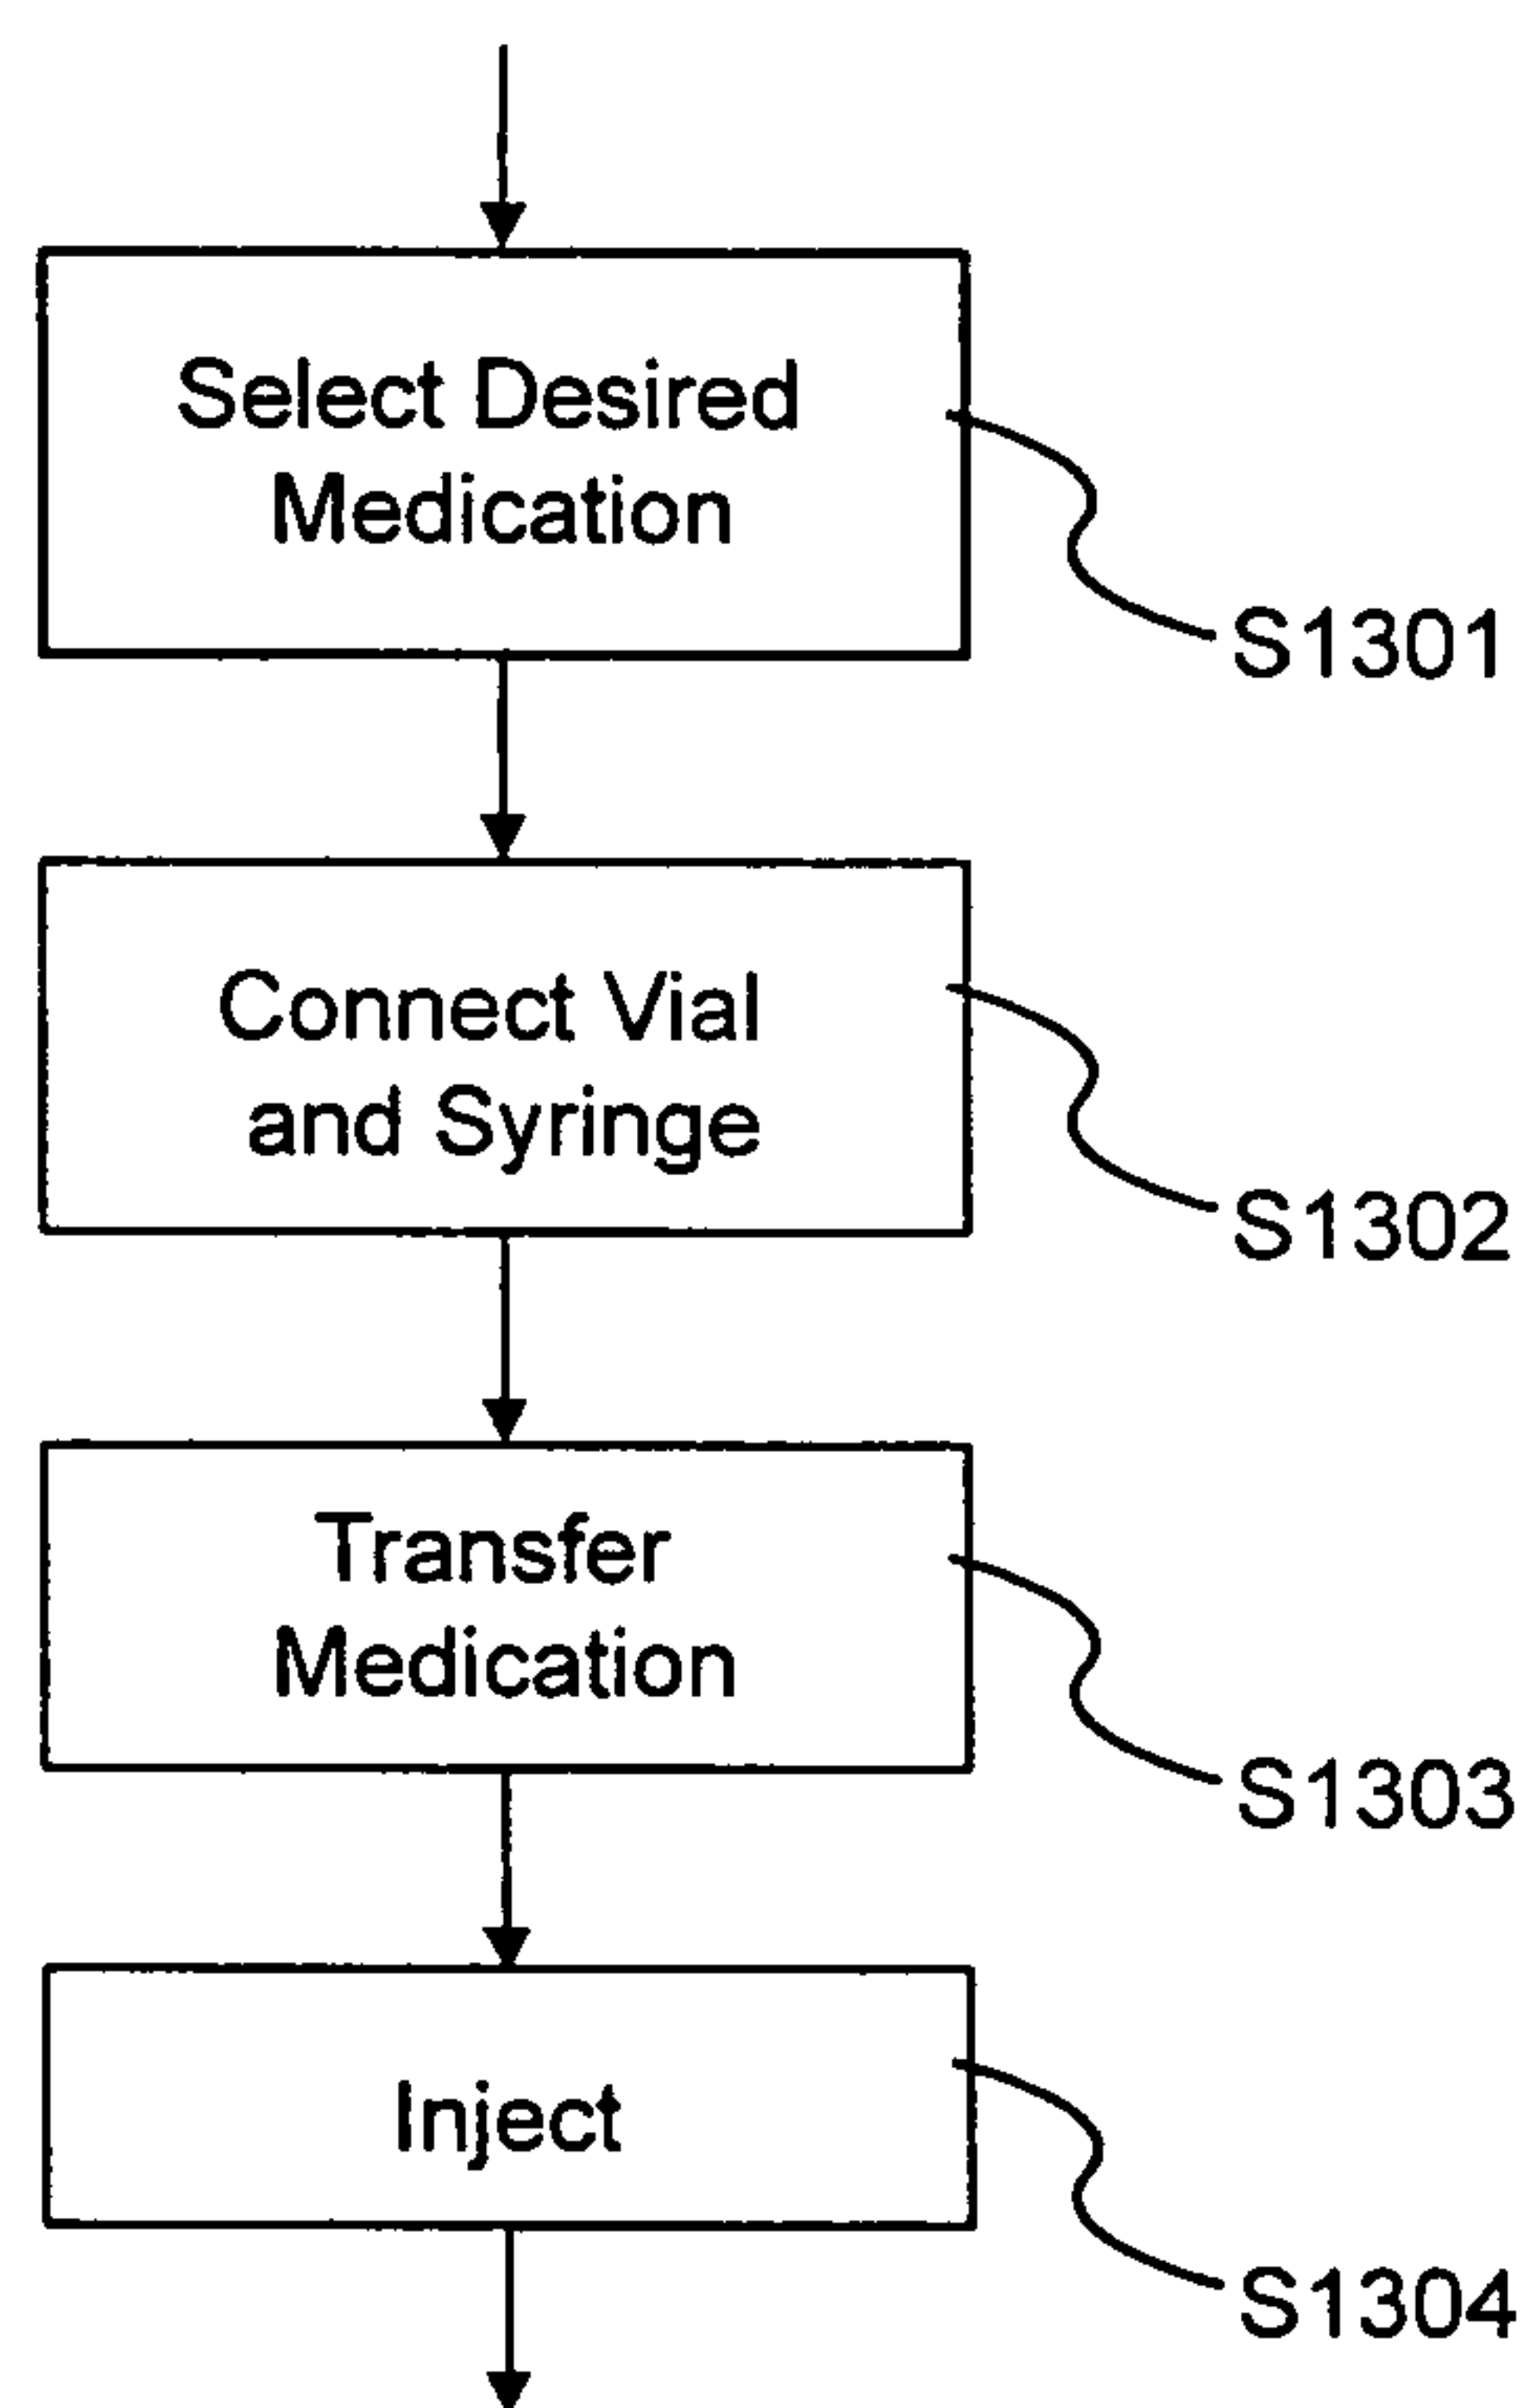 Select Desired
Medication
S1301
Connect Vial
and Syringe
S1302
Transfer
Medication
S1303
Inject
S1304